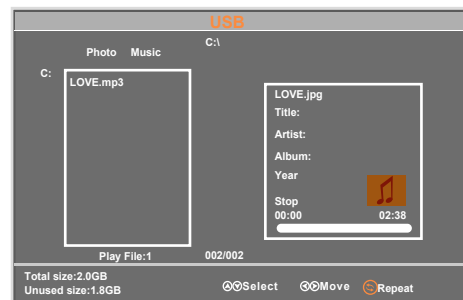 USB
C:\
Photo Music
C:
LOVE.mp3
LOVE.jpg
Title:
Artist:
Album:
Year
Stop
00:00 02:38
Play File:1 002/002
Total size:2.0GB
Unused size:1.8GB
Select Move Repeat